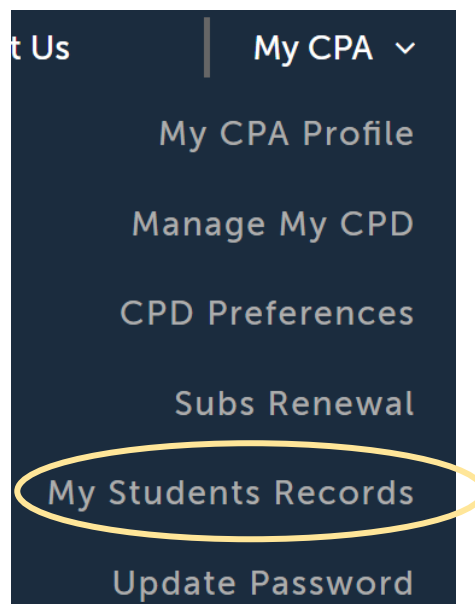 t Us
My CPA
My CPA Profile
Manage My CPD
CPD Preferences
Subs Renewal
My Students Records
Update Password